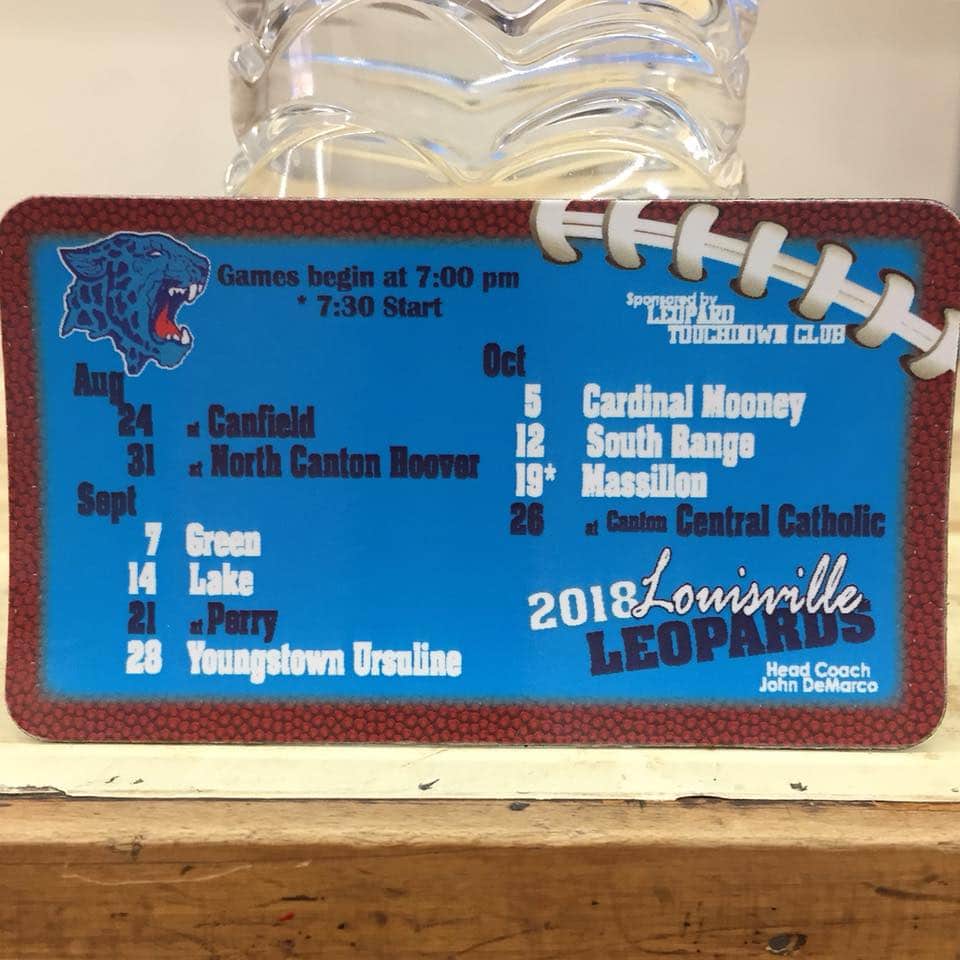 Games begin at 7:00 pm
* 7:30 Start
Sponsored by
LEOPARD
TOUCHDOWN CLUB
Aug
24 at Canfield
31 at North Canton Hoover
Sept
7 Green
14 Lake
21 at Perry
28 Youngstown Ursuline
Oct
5 Cardinal Mooney
12 South Range
19* Massillon
26 at Canton Central Catholic
2018 Louisville
LEOPARDS
Head Coach
John DeMarco